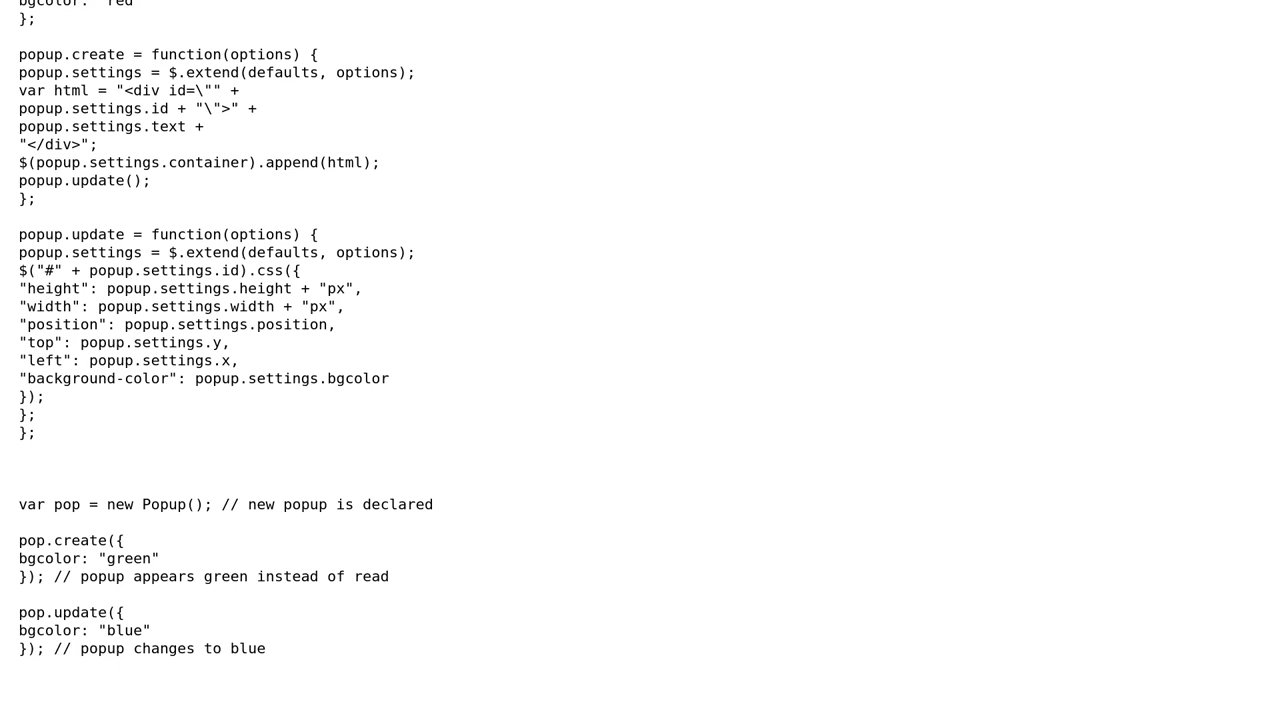 bgcolor: "red"
};

popup.create = function(options) {
popup.settings = $.extend(defaults, options);
var html = "<div id=\"" +
popup.settings.id + "\">" +
popup.settings.text +
"</div>";
$(popup.settings.container).append(html);
popup.update();
};

popup.update = function(options) {
popup.settings = $.extend(defaults, options);
$("#" + popup.settings.id).css({
"height": popup.settings.height + "px",
"width": popup.settings.width + "px",
"position": popup.settings.position,
"top": popup.settings.y,
"left": popup.settings.x,
"background-color": popup.settings.bgcolor
});
};
};

var pop = new Popup(); // new popup is declared

pop.create({
bgcolor: "green"
}); // popup appears green instead of read

pop.update({
bgcolor: "blue"
}); // popup changes to blue